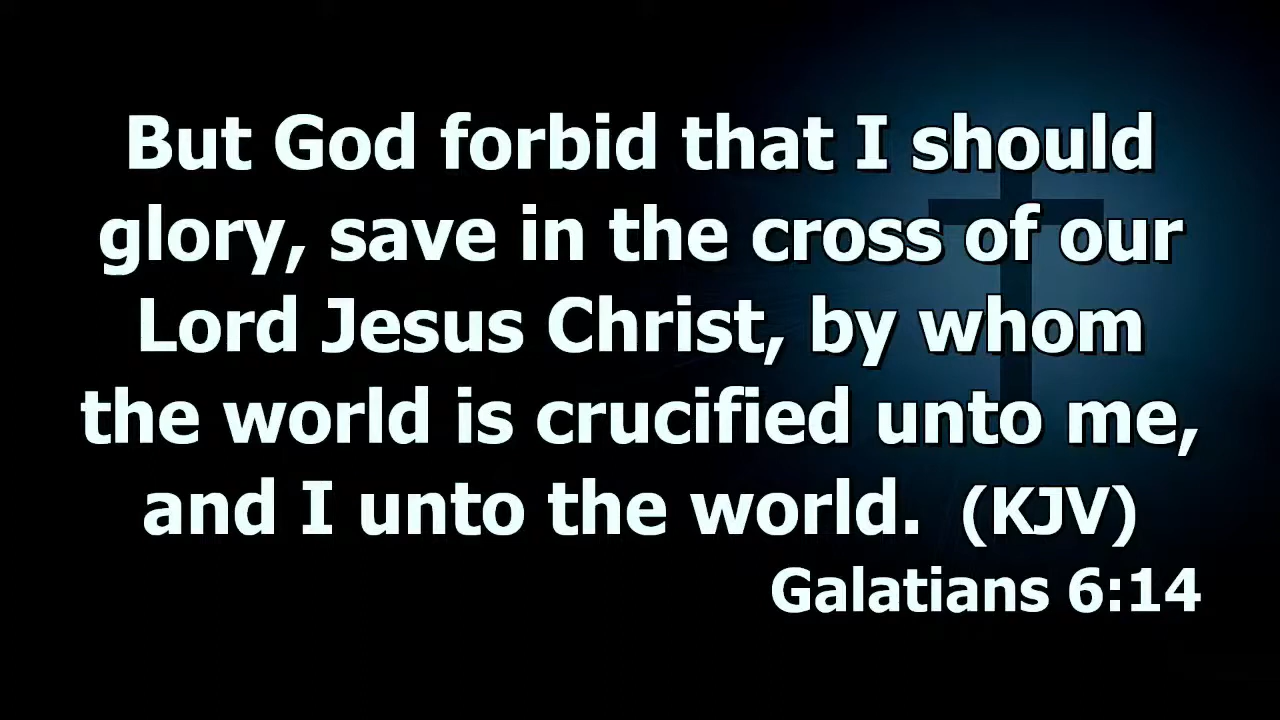 But God forbid that I should
glory, save in the cross of our
Lord Jesus Christ, by whom
the world is crucified unto me,
and I unto the world. (KJV)
Galatians 6:14